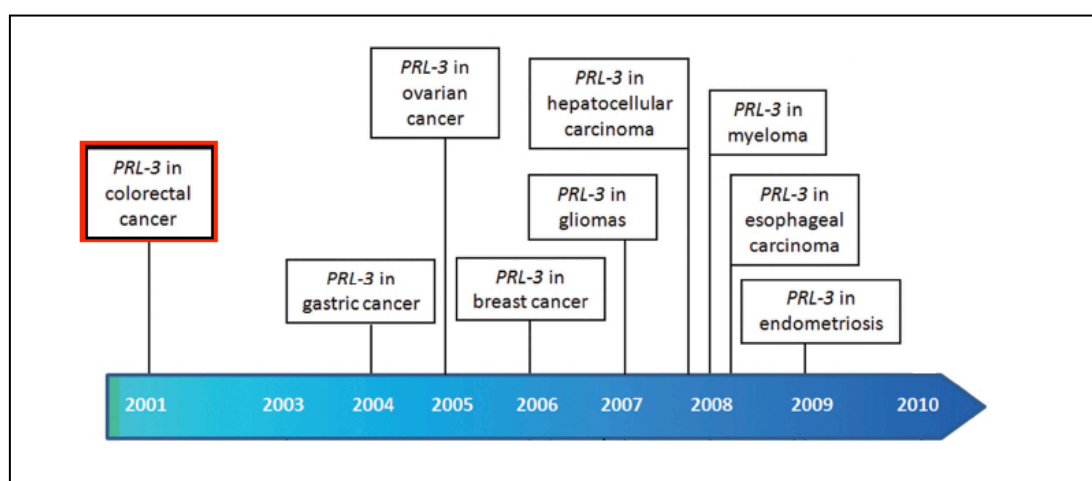 PRL-3 in
colorectal
cancer
PRL-3 in
gastric cancer
PRL-3 in
ovarian
cancer
PRL-3 in
breast cancer
PRL-3 in
gliomas
PRL-3 in
hepatocellular
carcinoma
PRL-3 in
myeloma
PRL-3 in
esophageal
carcinoma
PRL-3 in
endometriosis
2001 2003 2004 2005 2006 2007 2008 2009 2010